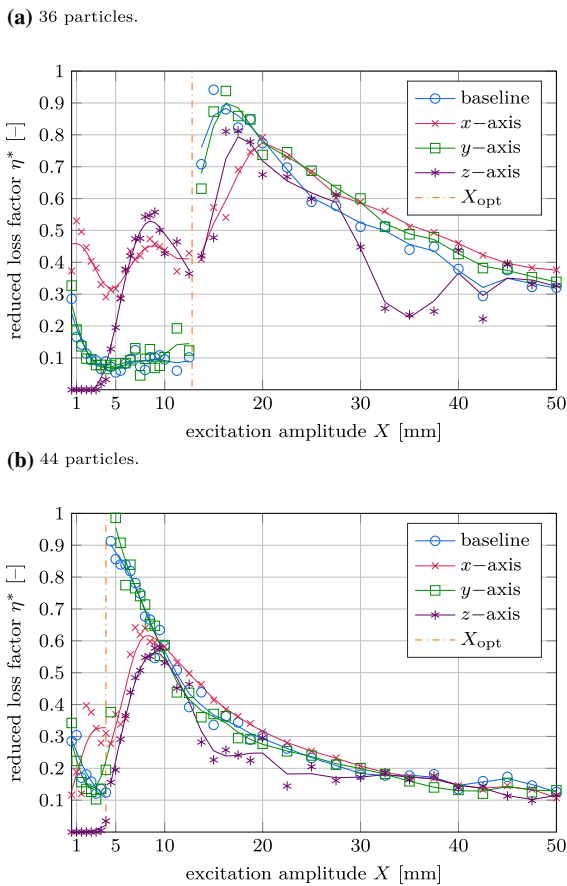 (a) 36 particles.
1
0.9
0.8
0.7
0.6
0.5
0.4
0.3
0.2
0.1
reduced loss factor η* [–]
baseline
x−axis
y−axis
z−axis
Xopt
1 5 10 20 30 40 50
excitation amplitude X [mm]
(b) 44 particles.
1
0.9
0.8
0.7
0.6
0.5
0.4
0.3
0.2
0.1
reduced loss factor η* [–]
baseline
x−axis
y−axis
z−axis
Xopt
1 5 10 20 30 40 50
excitation amplitude X [mm]